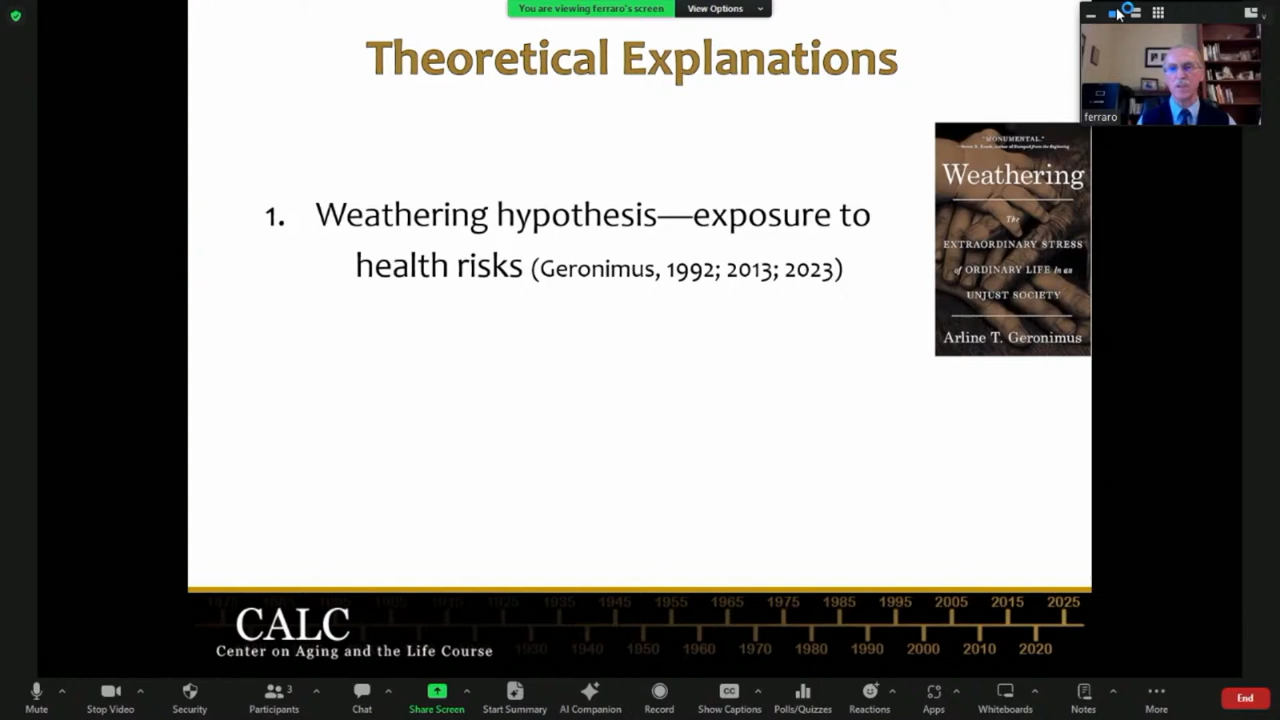 You are viewing ferraro's screen
View Options
Theoretical Explanations
ferraro
"MONUMENTAL."
Weathering
The
EXTRAORDINARY STRESS
of ORDINARY LIFE in an
UNJUST SOCIETY
Arline T. Geronimus
1. Weathering hypothesis—exposure to
health risks (Geronimus, 1992; 2013; 2023)
1935 1945 1955 1965 1975 1985 1995 2005 2015 2025
CALC
Center on Aging and the Life Course
1930 1940 1950 1960 1970 1980 1990 2000 2010 2020
Mute
Stop Video
Security
3
Participants
Chat
Share Screen
Start Summary
AI Companion
Record
CC
Show Captions
Polls/Quizzes
Reactions
Apps
Whiteboards
Notes
More
End